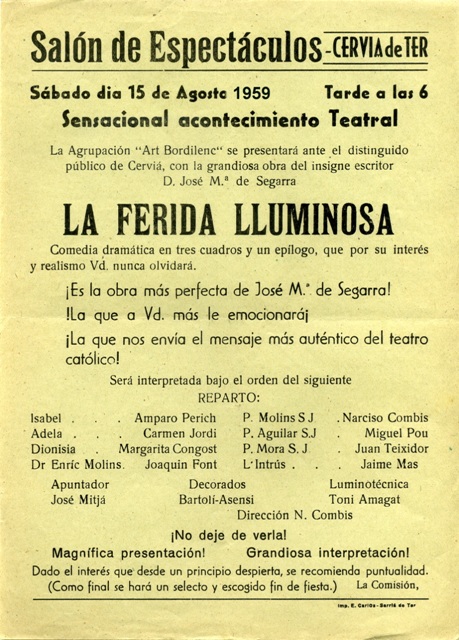 Salón de Espectáculos - CERVIA de TER
Sábado dia 15 de Agosto 1959 Tarde a las 6
Sensacional acontecimiento Teatral
La Agrupación "Art Bordilenc" se presentará ante el distinguido
público de Cerviá, con la grandiosa obra del insigne escritor
D. José M.ª de Segarra
LA FERIDA LLUMINOSA
Comedia dramática en tres cuadros y un epílogo, que por su interés
y realismo Vd. nunca olvidará.
¡Es la obra más perfecta de José M.ª de Segarra!
!La que a Vd. más le emocionará¡
¡La que nos envía el mensaje más auténtico del teatro
católico!
Será interpretada bajo el orden del siguiente
REPARTO:
Isabel . . . Amparo Perich P. Molins S J . Narciso Combis
Adela . . . Carmen Jordi P. Aguilar S.J . Miguel Pou
Dionisia . Margarita Congost P. Mora S. J . Juan Teixidor
Dr Enríc Molins. Joaquin Font L'Intrús . . . Jaime Mas
Apuntador Decorados Luminotécnica
José Mitjá Bartolí-Asensi Toni Amagat
Dirección N. Combis
¡No deje de verla!
Magnífica presentación! Grandiosa interpretación!
Dado el interés que desde un principio despierta, se recomienda puntualidad.
(Como final se hará un selecto y escogido fin de fiesta.) La Comisión,
Imp. E. Carlós - Sarriá de Ter